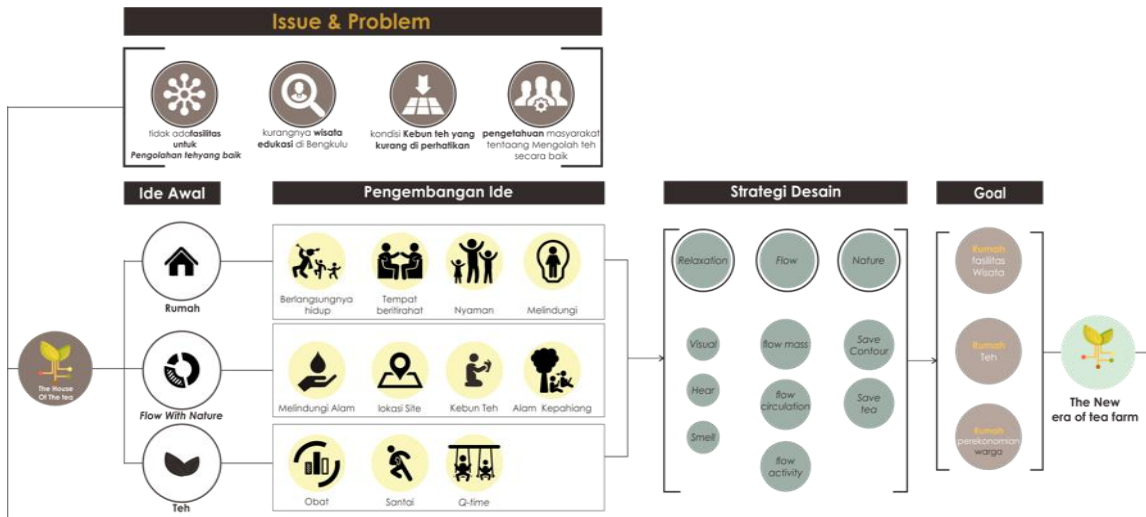 Issue & Problem
tidak adafasilitas
untuk
Pengolahan tehyang baik
kurangnya wisata
edukasi di Bengkulu
kondisi Kebun teh yang
kurang di perhatikan
pengetahuan masyarakat
tentaang Mengolah teh
secara baik
Ide Awal
Pengembangan Ide
Strategi Desain
Goal
The House
Of The tea
Rumah
Flow With Nature
Teh
Berlangsungnya
hidup
Tempat
beritirahat
Nyaman
Melindungi
Melindungi Alam
lokasi Site
Kebun Teh
Alam Kepahiang
Obat
Santai
Q-time
Relaxation
Flow
Nature
Visual
Hear
Smell
flow mass
flow
circulation
flow
activity
Save
Contour
Save
tea
Rumah
fasilitas
Wisata
Rumah
Teh
Rumah
perekonomian
warga
The New
era of tea farm